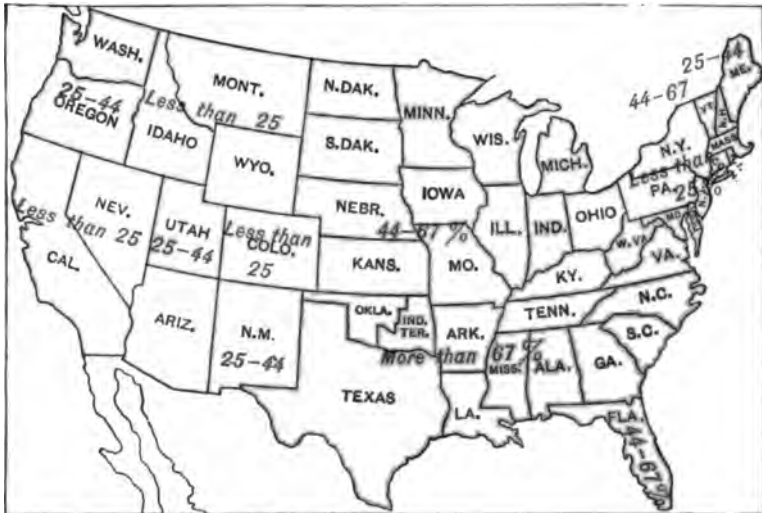 WASH.
MONT.
N.DAK.
MINN.
25-44
ME.
44-67
25-44
OREGON
Less than 25
IDAHO
S.DAK.
WIS.
MICH.
VT.
N.H.
MASS.
N.Y.
Less than
25
WYO.
IOWA
PA.
NEBR.
44-67 %
NEV.
Less than 25
UTAH
25-44
Less than
COLO.
25
ILL.
IND.
OHIO
N.J.
MD.
W.VA.
VA.
CAL.
KANS.
MO.
KY.
ARIZ.
N.M.
25-44
OKLA.
IND.
TER.
ARK.
TENN.
N.C.
S.C.
More than 67 %
MISS.
ALA.
GA.
TEXAS
LA.
FLA.
44-67%